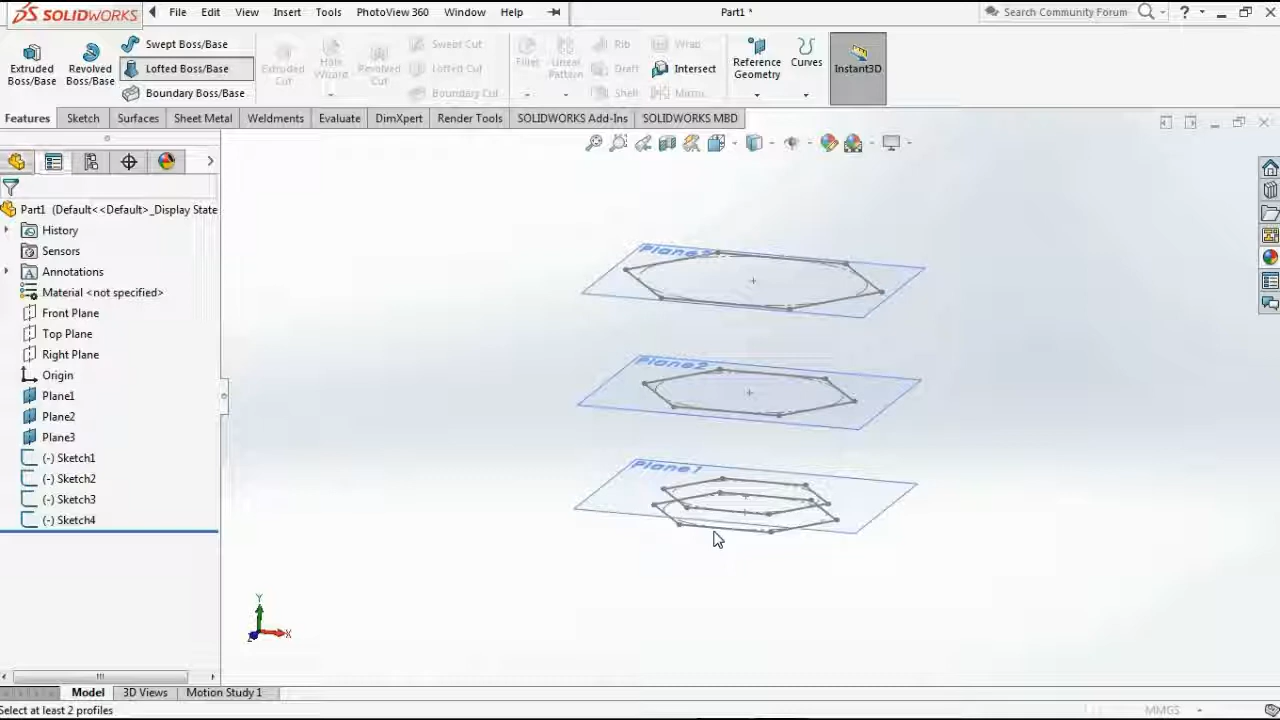 SOLIDWORKS File Edit View Insert Tools PhotoView 360 Window Help Part1 * Search Community Forum ?
Extruded Boss/Base
Revolved Boss/Base
Swept Boss/Base
Lofted Boss/Base
Boundary Boss/Base
Extruded Cut
Hole Wizard
Revolved Cut
Swept Cut
Lofted Cut
Boundary Cut
Fillet
Linear Pattern
Rib
Draft
Shell
Wrap
Intersect
Mirror
Reference Geometry
Curves
Instant3D
Features Sketch Surfaces Sheet Metal Weldments Evaluate DimXpert Render Tools SOLIDWORKS Add-Ins SOLIDWORKS MBD
Part1 (Default<<Default>_Display State
History
Sensors
Annotations
Material <not specified>
Front Plane
Top Plane
Right Plane
Origin
Plane1
Plane2
Plane3
(-) Sketch1
(-) Sketch2
(-) Sketch3
(-) Sketch4
Plane3
Plane2
Plane1
Y
X
Z
Model 3D Views Motion Study 1
Select at least 2 profiles MMGS